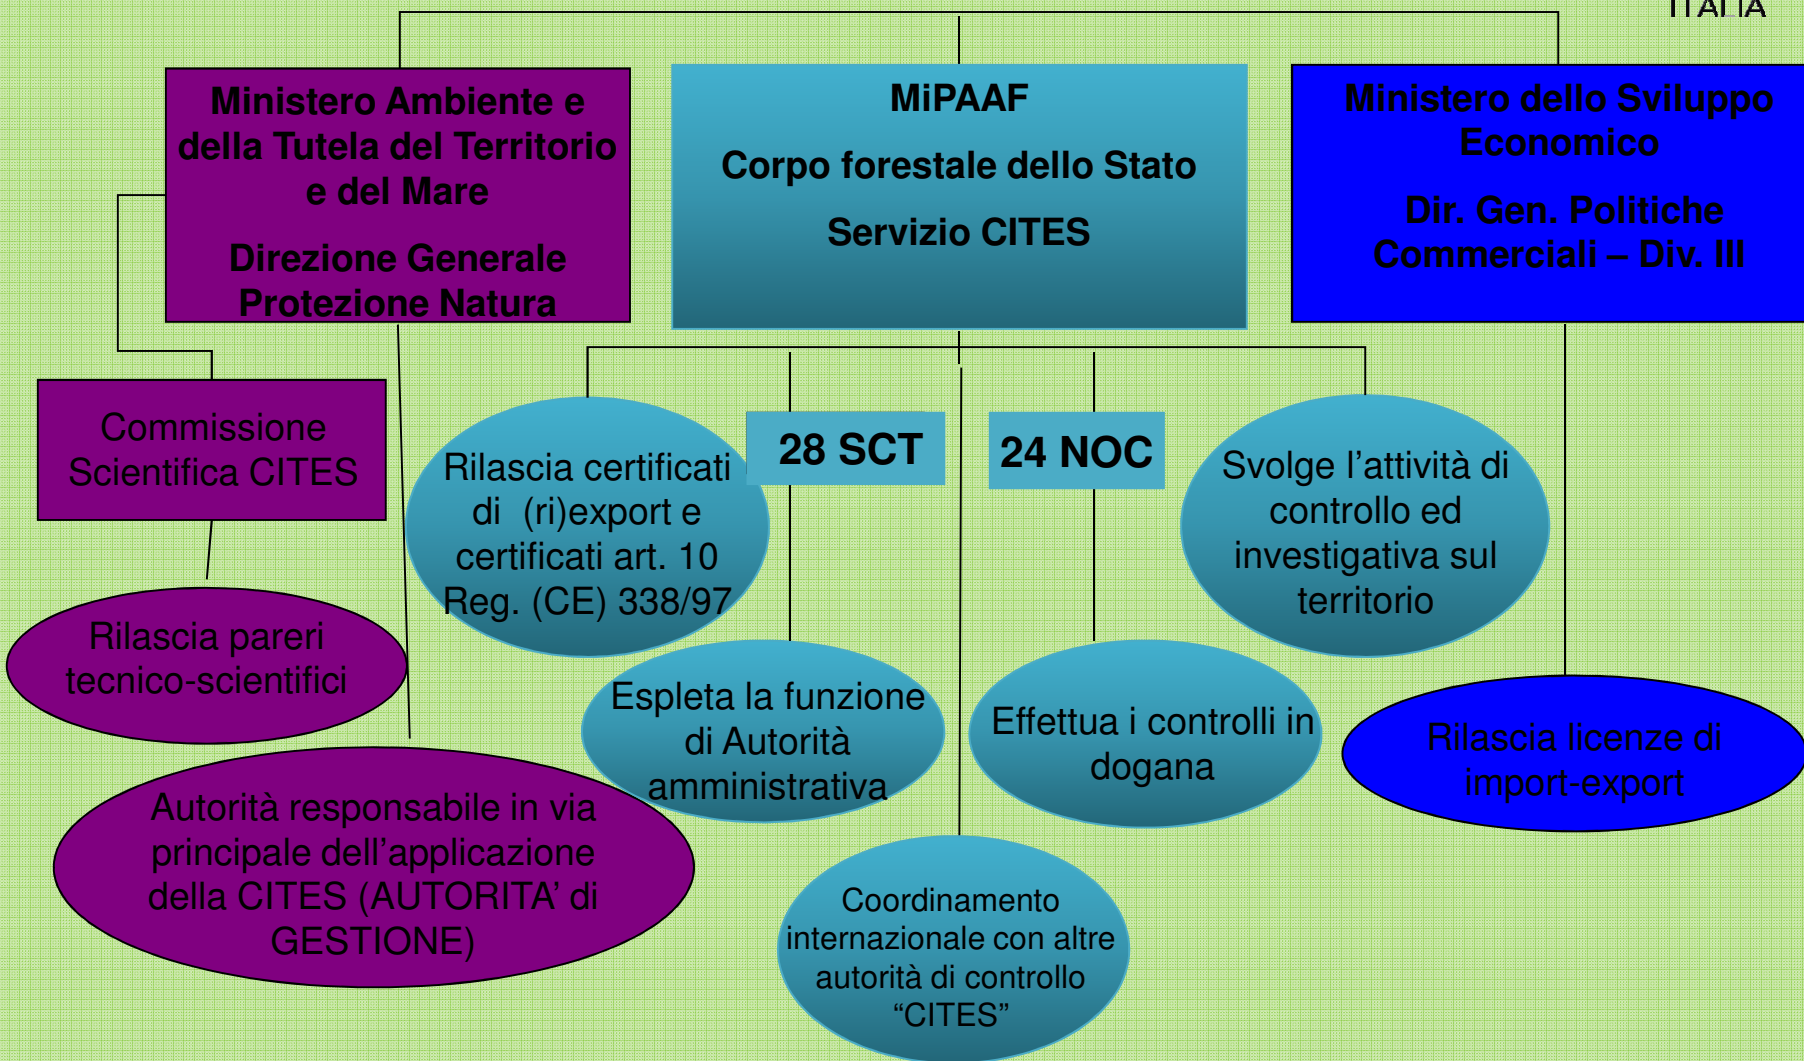 ITALIA
Ministero Ambiente e
della Tutela del Territorio
e del Mare
Direzione Generale
Protezione Natura
MiPAAF
Corpo forestale dello Stato
Servizio CITES
Ministero dello Sviluppo
Economico
Dir. Gen. Politiche
Commerciali – Div. III
Commissione
Scientifica CITES
Rilascia certificati
di (ri)export e
certificati art. 10
Reg. (CE) 338/97
28 SCT
24 NOC
Svolge l’attività di
controllo ed
investigativa sul
territorio
Rilascia pareri
tecnico-scientifici
Espleta la funzione
di Autorità
amministrativa
Effettua i controlli in
dogana
Rilascia licenze di
import-export
Autorità responsabile in via
principale dell’applicazione
della CITES (AUTORITA’ di
GESTIONE)
Coordinamento
internazionale con altre
autorità di controllo
“CITES”